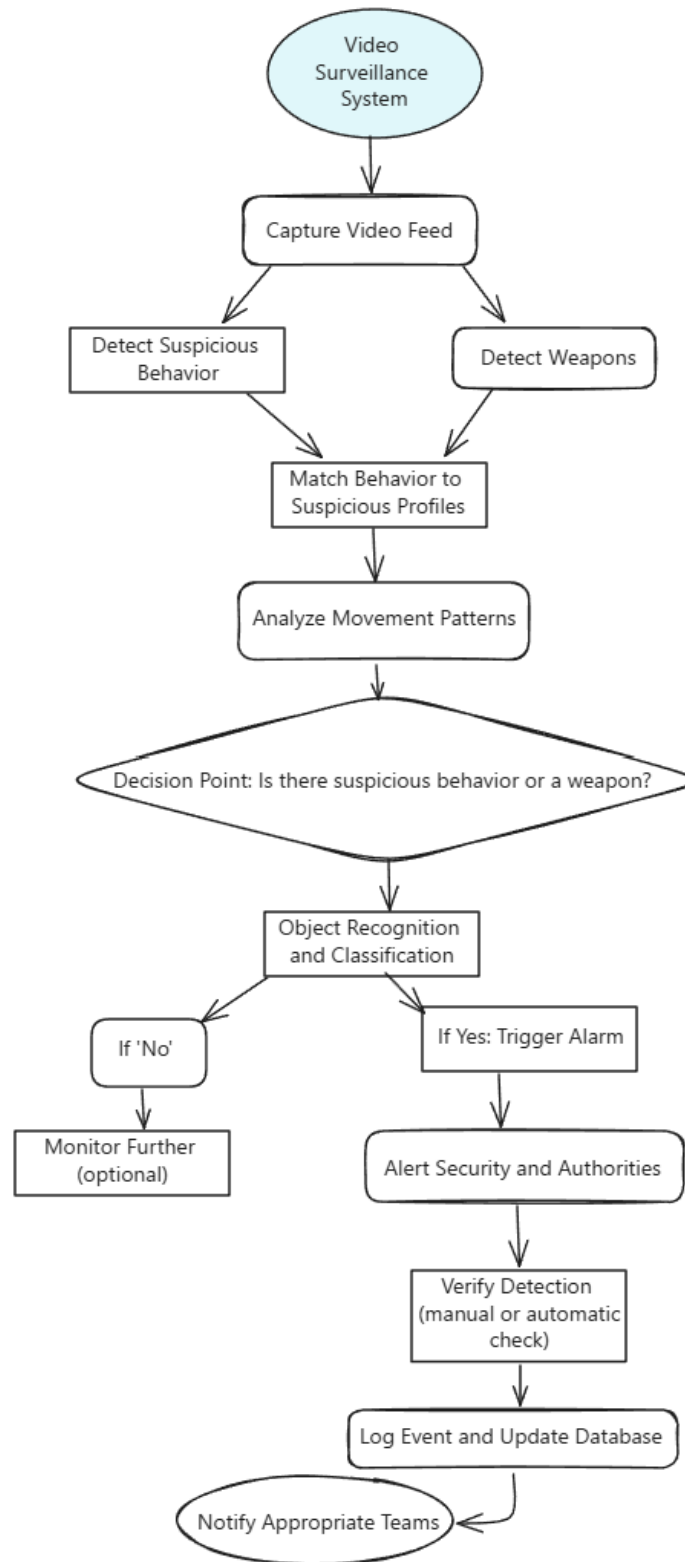 Video
Surveillance
System
Capture Video Feed
Detect Suspicious
Behavior
Detect Weapons
Match Behavior to
Suspicious Profiles
Analyze Movement Patterns
Decision Point: Is there suspicious behavior or a weapon?
Object Recognition
and Classification
If 'No'
If Yes: Trigger Alarm
Monitor Further
(optional)
Alert Security and Authorities
Verify Detection
(manual or automatic
check)
Log Event and Update Database
Notify Appropriate Teams